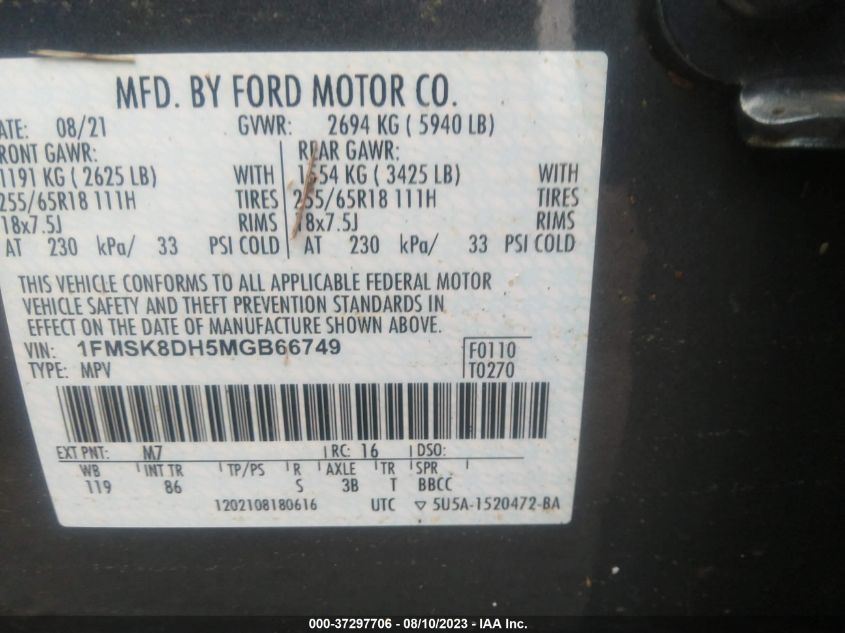 MFD. BY FORD MOTOR CO.
ATE: 08/21 GVWR: 2694 KG ( 5940 LB)
RONT GAWR: REAR GAWR:
1191 KG ( 2625 LB) WITH 1554 KG ( 3425 LB) WITH
255/65R18 111H TIRES 255/65R18 111H TIRES
18x7.5J RIMS 18x7.5J RIMS
AT 230 kPa/ 33 PSI COLD AT 230 kPa/ 33 PSI COLD
THIS VEHICLE CONFORMS TO ALL APPLICABLE FEDERAL MOTOR
VEHICLE SAFETY AND THEFT PREVENTION STANDARDS IN
EFFECT ON THE DATE OF MANUFACTURE SHOWN ABOVE.
VIN: 1FMSK8DH5MGB66749 F0110
TYPE: MPV T0270
EXT PNT: M7 RC: 16 DSO:
WB INT TR TP/PS R AXLE TR SPR
119 86 S 3B T BBCC
1202108180616 UTC ▽ 5U5A-1520472-BA
000-37297706 - 08/10/2023 - IAA Inc.